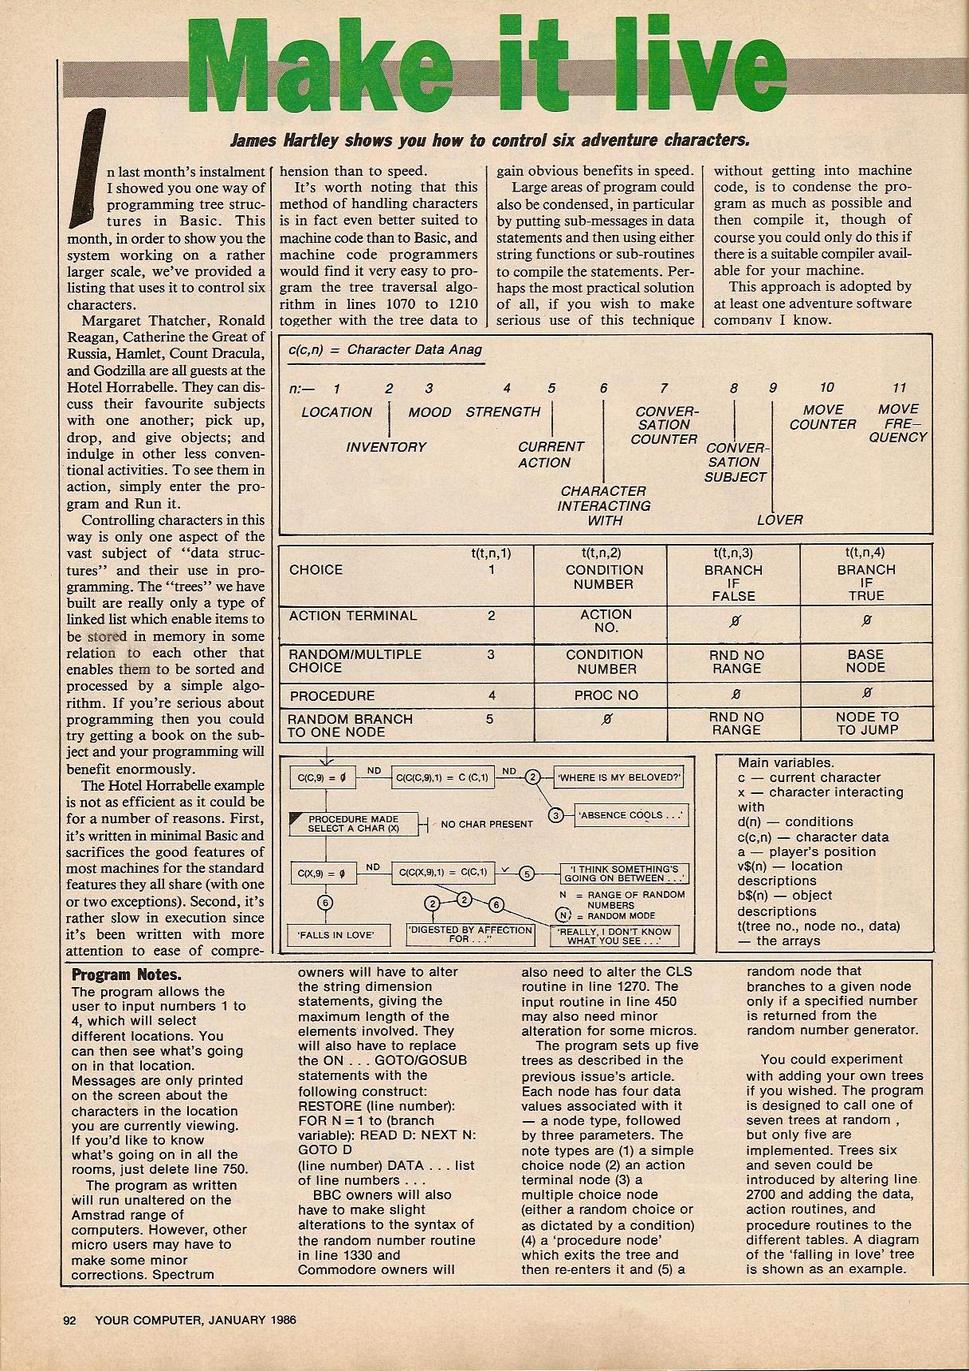 Make it live
James Hartley shows you how to control six adventure characters.
In last month's instalment
I showed you one way of
programming tree struc-
tures in Basic. This
month, in order to show you the
system working on a rather
larger scale, we've provided a
listing that uses it to control six
characters.
Margaret Thatcher, Ronald
Reagan, Catherine the Great of
Russia, Hamlet, Count Dracula,
and Godzilla are all guests at the
Hotel Horrabelle. They can dis-
cuss their favourite subjects
with one another; pick up,
drop, and give objects; and
indulge in other less conven-
tional activities. To see them in
action, simply enter the pro-
gram and Run it.
Controlling characters in this
way is only one aspect of the
vast subject of "data struc-
tures" and their use in pro-
gramming. The "trees" we have
built are really only a type of
linked list which enable items to
be stored in memory in some
relation to each other that
enables them to be sorted and
processed by a simple algo-
rithm. If you're serious about
programming then you could
try getting a book on the sub-
ject and your programming will
benefit enormously.
The Hotel Horrabelle example
is not as efficient as it could be
for a number of reasons. First,
it's written in minimal Basic and
sacrifices the good features of
most machines for the standard
features they all share (with one
or two exceptions). Second, it's
rather slow in execution since
it's been written with more
attention to ease of compre-
hension than to speed.
It's worth noting that this
method of handling characters
is in fact even better suited to
machine code than to Basic, and
machine code programmers
would find it very easy to pro-
gram the tree traversal algo-
rithm in lines 1070 to 1210
together with the tree data to
gain obvious benefits in speed.
Large areas of program could
also be condensed, in particular
by putting sub-messages in data
statements and then using either
string functions or sub-routines
to compile the statements. Per-
haps the most practical solution
of all, if you wish to make
serious use of this technique
without getting into machine
code, is to condense the pro-
gram as much as possible and
then compile it, though of
course you could only do this if
there is a suitable compiler avail-
able for your machine.
This approach is adopted by
at least one adventure software
company I know.
c(c,n) = Character Data Anag
n:— 1 2 3 4 5 6 7 8 9 10 11
LOCATION
INVENTORY
MOOD
STRENGTH
CURRENT
ACTION
CHARACTER
INTERACTING
WITH
CONVER-
SATION
COUNTER
CONVER-
SATION
SUBJECT
LOVER
MOVE
COUNTER
MOVE
FRE-
QUENCY
t(t,n,1) t(t,n,2) t(t,n,3) t(t,n,4)
CHOICE 1 CONDITION NUMBER BRANCH IF FALSE BRANCH IF TRUE
ACTION TERMINAL 2 ACTION NO. Ø Ø
RANDOM/MULTIPLE CHOICE 3 CONDITION NUMBER RND NO RANGE BASE NODE
PROCEDURE 4 PROC NO Ø Ø
RANDOM BRANCH TO ONE NODE 5 Ø RND NO RANGE NODE TO TO JUMP
C(C,9) = Ø ND C(C(C,9),1) = C (C,1) ND 2 'WHERE IS MY BELOVED?'
3 'ABSENCE COOLS . . .'
PROCEDURE MADE
SELECT A CHAR (X)
NO CHAR PRESENT
C(X,9) = Ø ND C(C(X,9),1) = C(C,1) 5 'I THINK SOMETHING'S
GOING ON BETWEEN . . .'
N = RANGE OF RANDOM
NUMBERS
N = RANDOM MODE
6 2 2 6
'FALLS IN LOVE'
'DIGESTED BY AFFECTION
FOR . . ."
'REALLY, I DON'T KNOW
WHAT YOU SEE . . .'
Main variables.
c — current character
x — character interacting
with
d(n) — conditions
c(c,n) — character data
a — player's position
v$(n) — location
descriptions
b$(n) — object
descriptions
t(tree no., node no., data)
— the arrays
Program Notes.
The program allows the
user to input numbers 1 to
4, which will select
different locations. You
can then see what's going
on in that location.
Messages are only printed
on the screen about the
characters in the location
you are currently viewing.
If you'd like to know
what's going on in all the
rooms, just delete line 750.
The program as written
will run unaltered on the
Amstrad range of
computers. However, other
micro users may have to
make some minor
corrections. Spectrum
owners will have to alter
the string dimension
statements, giving the
maximum length of the
elements involved. They
will also have to replace
the ON . . . GOTO/GOSUB
statements with the
following construct:
RESTORE (line number):
FOR N=1 to (branch
variable): READ D: NEXT N:
GOTO D
(line number) DATA . . . list
of line numbers . . .
BBC owners will also
have to make slight
alterations to the syntax of
the random number routine
in line 1330 and
Commodore owners will
also need to alter the CLS
routine in line 1270. The
input routine in line 450
may also need minor
alteration for some micros.
The program sets up five
trees as described in the
previous issue's article.
Each node has four data
values associated with it
— a node type, followed
by three parameters. The
note types are (1) a simple
choice node (2) an action
terminal node (3) a
multiple choice node
(either a random choice or
as dictated by a condition)
(4) a 'procedure node'
which exits the tree and
then re-enters it and (5) a
random node that
branches to a given node
only if a specified number
is returned from the
random number generator.
You could experiment
with adding your own trees
if you wished. The program
is designed to call one of
seven trees at random ,
but only five are
implemented. Trees six
and seven could be
introduced by altering line
2700 and adding the data,
action routines, and
procedure routines to the
different tables. A diagram
of the 'falling in love' tree
is shown as an example.
92 YOUR COMPUTER, JANUARY 1986